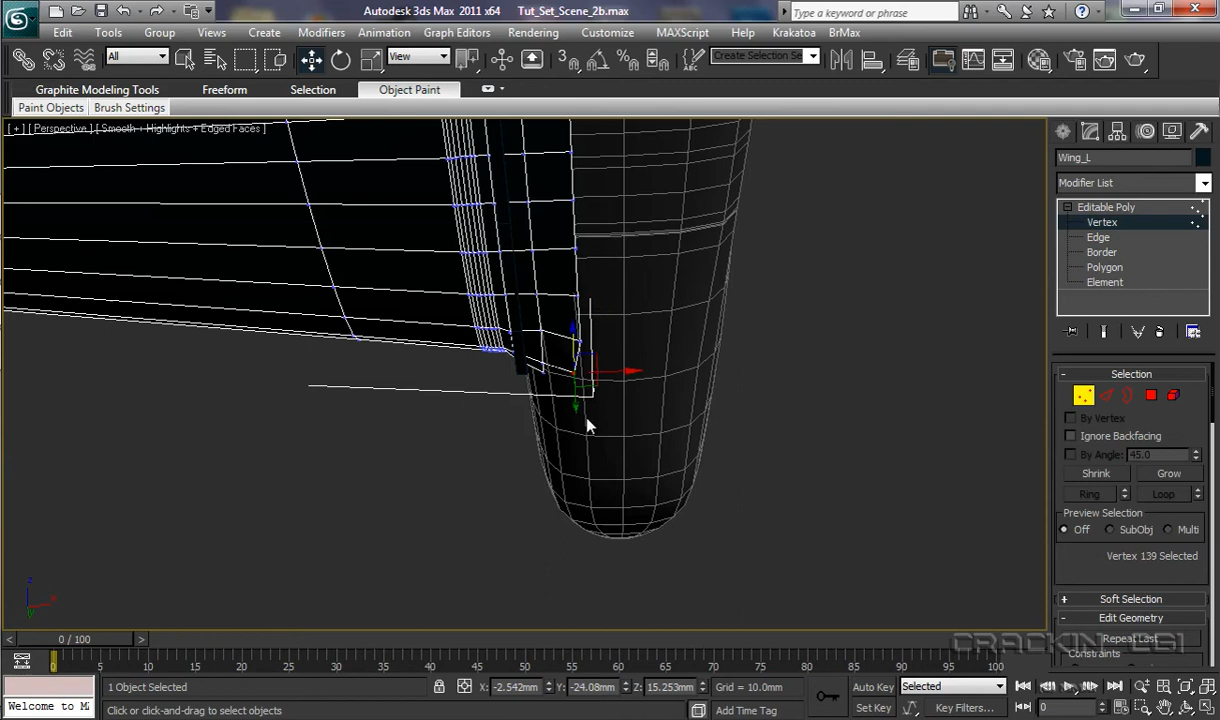 Autodesk 3ds Max 2011 x64 Tut_Set_Scene_2b.max
Type a keyword or phrase
Edit Tools Group Views Create Modifiers Animation Graph Editors Rendering Customize MAXScript Help Krakatoa BrMax
All View Create Selection Se
Graphite Modeling Tools Freeform Selection Object Paint
Paint Objects Brush Settings
[ + ] [ Perspective ] [ Smooth + Highlights + Edged Faces ]
Wing_L
Modifier List
Editable Poly
Vertex
Edge
Border
Polygon
Element
Selection
By Vertex
Ignore Backfacing
By Angle: 45.0
Shrink Grow
Ring Loop
Preview Selection
Off SubObj Multi
Vertex 139 Selected
Soft Selection
Edit Geometry
Repeat Last
Constraints
CRACKIN CGI
0 / 100
0 5 10 15 20 25 30 35 40 45 50 55 60 65 70 75 80 85 90 95 100
1 Object Selected X: -2.542mm Y: -24.08mm Z: 15.253mm Grid = 10.0mm Auto Key Selected
Welcome to MA Click or click-and-drag to select objects Add Time Tag Set Key Key Filters... 0